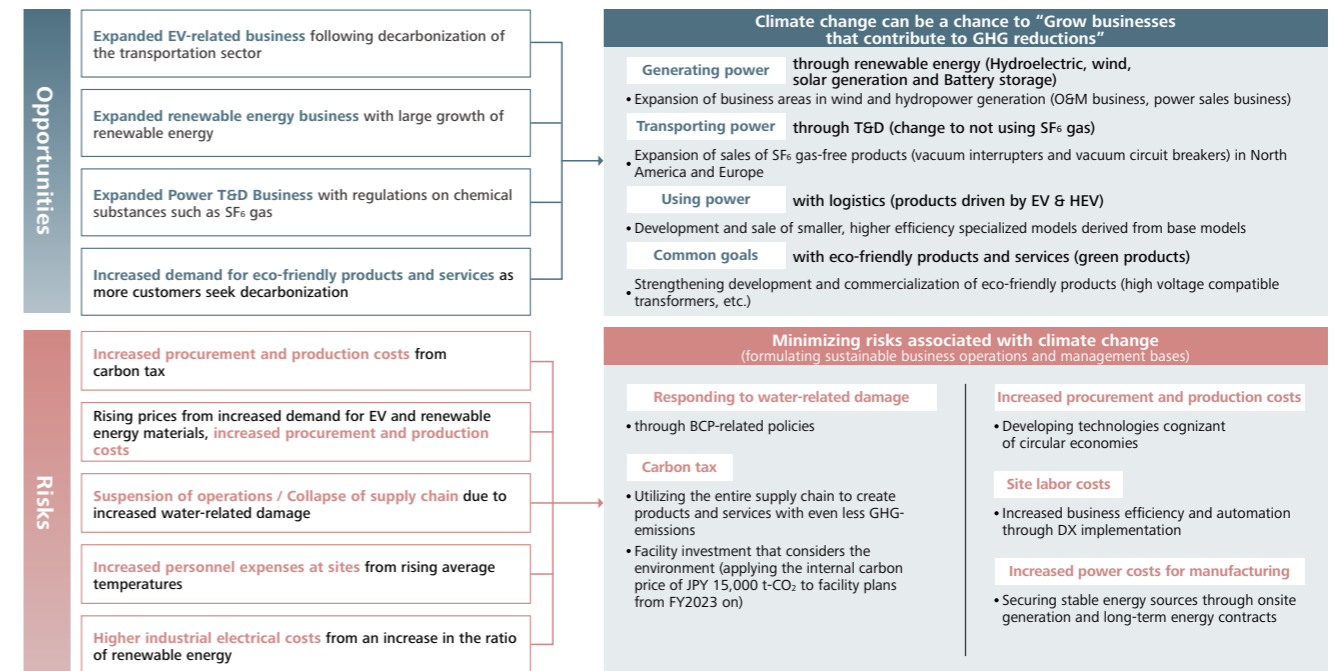 Opportunities
Expanded EV-related business following decarbonization of
the transportation sector
Expanded renewable energy business with large growth of
renewable energy
Expanded Power T&D Business with regulations on chemical
substances such as SF₆ gas
Increased demand for eco-friendly products and services as
more customers seek decarbonization
Climate change can be a chance to “Grow businesses
that contribute to GHG reductions”
Generating power through renewable energy (Hydroelectric, wind,
solar generation and Battery storage)
• Expansion of business areas in wind and hydropower generation (O&M business, power sales business)
Transporting power through T&D (change to not using SF₆ gas)
• Expansion of sales of SF₆ gas-free products (vacuum interrupters and vacuum circuit breakers) in North
America and Europe
Using power with logistics (products driven by EV & HEV)
• Development and sale of smaller, higher efficiency specialized models derived from base models
Common goals with eco-friendly products and services (green products)
• Strengthening development and commercialization of eco-friendly products (high voltage compatible
transformers, etc.)
Risks
Increased procurement and production costs from
carbon tax
Rising prices from increased demand for EV and renewable
energy materials, increased procurement and production
costs
Suspension of operations / Collapse of supply chain due to
increased water-related damage
Increased personnel expenses at sites from rising average
temperatures
Higher industrial electrical costs from an increase in the ratio
of renewable energy
Minimizing risks associated with climate change
(formulating sustainable business operations and management bases)
Responding to water-related damage
• through BCP-related policies
Carbon tax
• Utilizing the entire supply chain to create
products and services with even less GHG-
emissions
• Facility investment that considers the
environment (applying the internal carbon
price of JPY 15,000 t-CO₂ to facility plans
from FY2023 on)
Increased procurement and production costs
• Developing technologies cognizant
of circular economies
Site labor costs
• Increased business efficiency and automation
through DX implementation
Increased power costs for manufacturing
• Securing stable energy sources through onsite
generation and long-term energy contracts